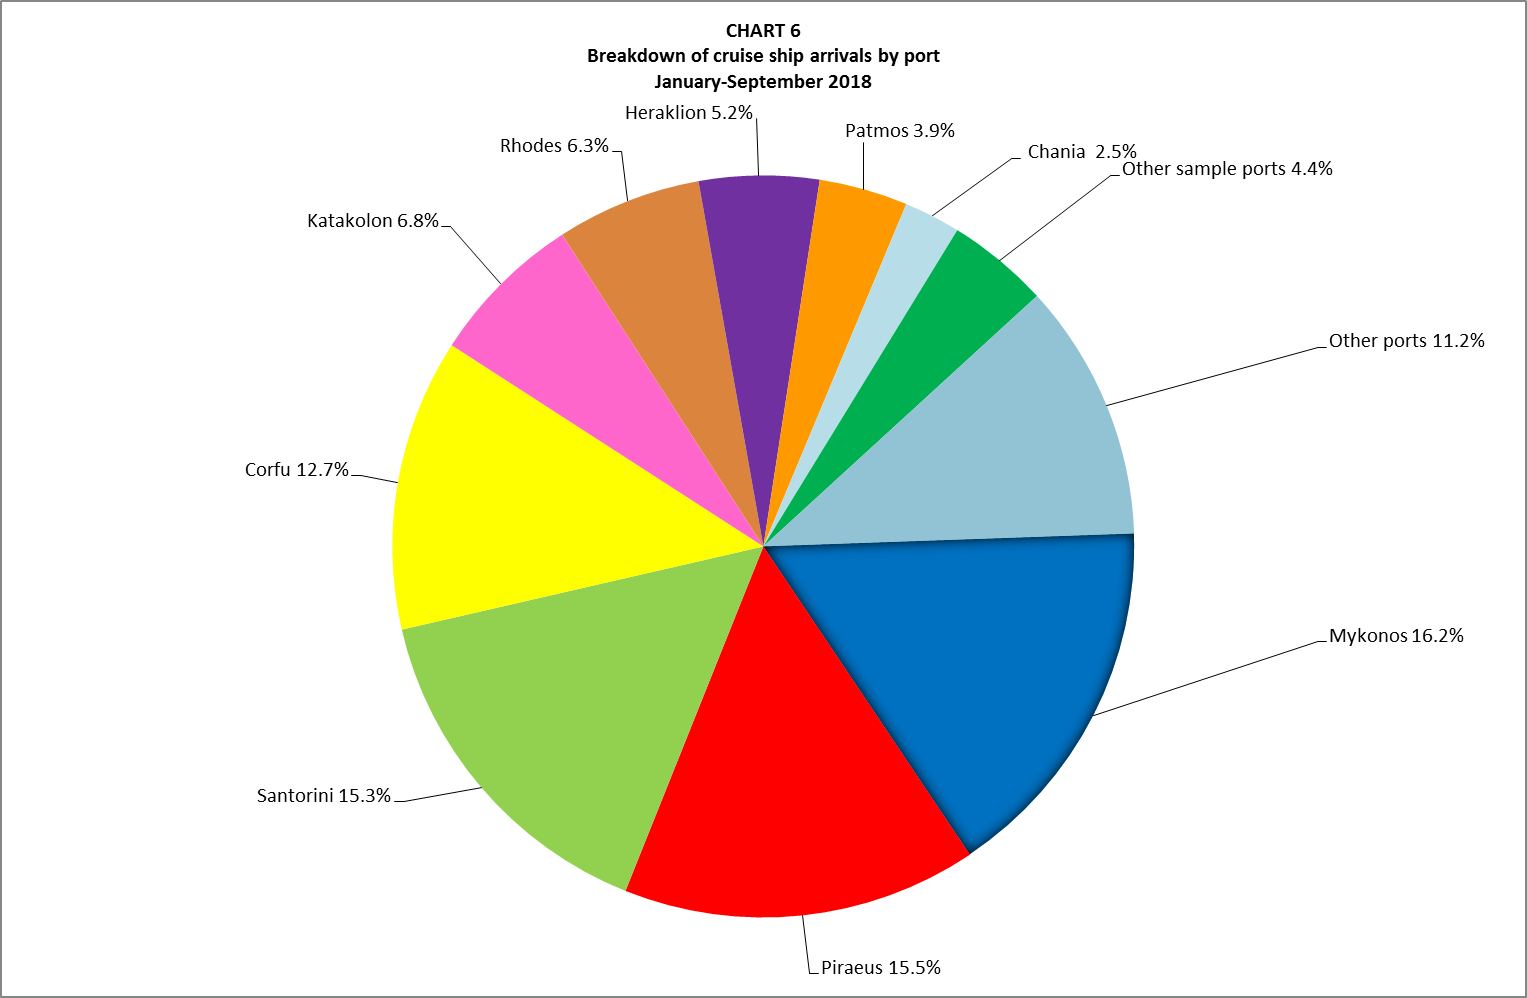 CHART 6
Breakdown of cruise ship arrivals by port
January-September 2018
Heraklion 5.2%
Patmos 3.9%
Rhodes 6.3%
Chania  2.5%
Other sample ports 4.4%
Katakolon 6.8%
Other ports 11.2%
Corfu 12.7%
Mykonos 16.2%
Santorini 15.3%
Piraeus 15.5%